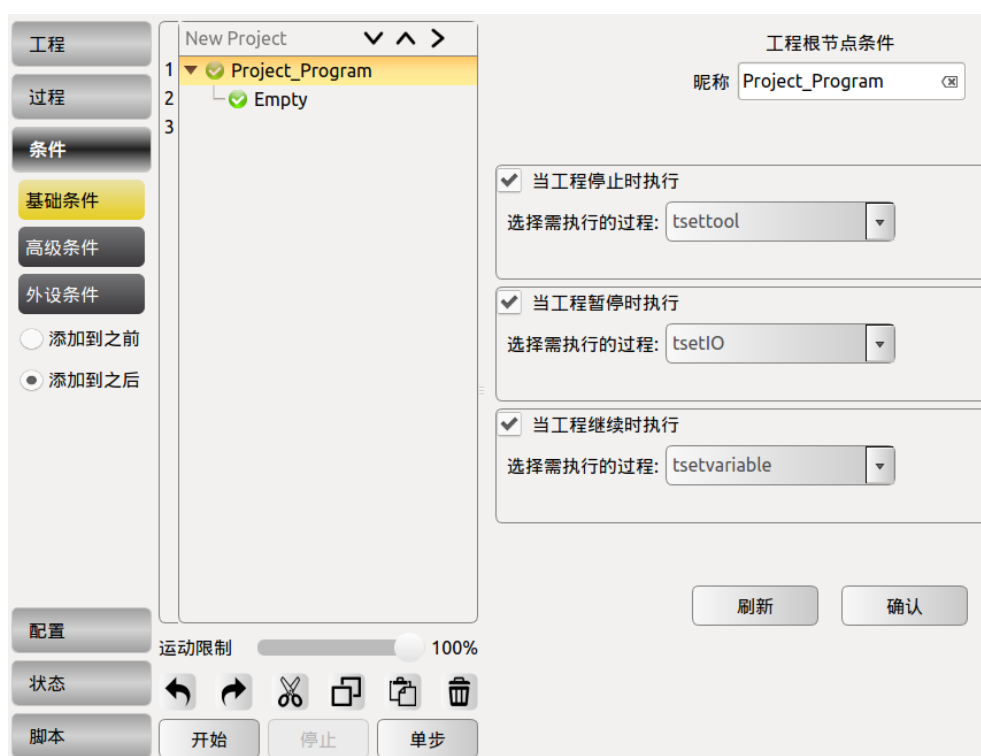 工程
过程
条件
基础条件
高级条件
外设条件
添加到之前
添加到之后
配置
状态
脚本
New Project
1 Project_Program
2 Empty
3
运动限制 100%
开始 停止 单步
工程根节点条件
昵称 Project_Program
当工程停止时执行
选择需执行的过程: tsettool
当工程暂停时执行
选择需执行的过程: tsetIO
当工程继续时执行
选择需执行的过程: tsetvariable
刷新 确认